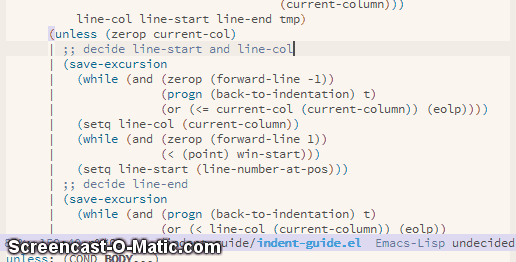 (current-column)))
line-col line-start line-end tmp)
(unless (zerop current-col)
;; decide line-start and line-col
(save-excursion
(while (and (zerop (forward-line -1))
(progn (back-to-indentation) t)
(or (<= current-col (current-column)) (eolp))))
(setq line-col (current-column))
(while (and (zerop (forward-line 1))
(< (point) win-start)))
(setq line-start (line-number-at-pos)))
;; decide line-end
(save-excursion
(while (and (progn (back-to-indentation) t)
(or (< line-col (current-column)) (eolp))
Screencast-O-Matic.com
uide/indent-guide.el Emacs-Lisp undecided
unless: (COND BODY...)